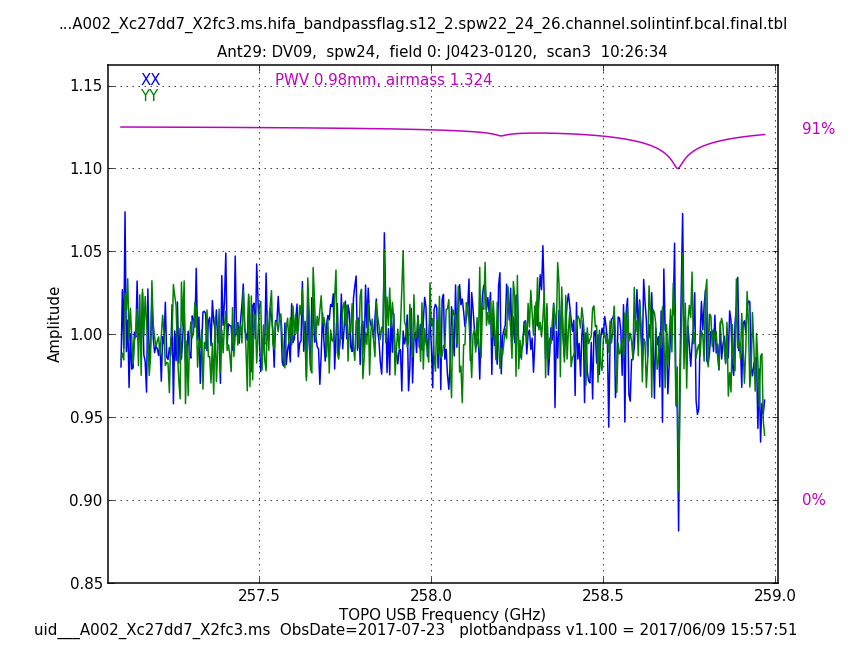 ...A002_Xc27dd7_X2fc3.ms.hifa_bandpassflag.s12_2.spw22_24_26.channel.solintinf.bcal.final.tbl
Ant29: DV09,  spw24,  field 0: J0423-0120,  scan3  10:26:34
XX
PWV 0.98mm, airmass 1.324
YY
1.15
1.10
1.05
1.00
0.95
0.90
0.85
Amplitude
91%
0%
257.5
258.0
258.5
259.0
TOPO USB Frequency (GHz)
uid___A002_Xc27dd7_X2fc3.ms  ObsDate=2017-07-23   plotbandpass v1.100 = 2017/06/09 15:57:51